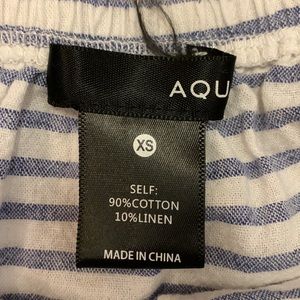 AQU
XS
SELF:
90%COTTON
10%LINEN
MADE IN CHINA